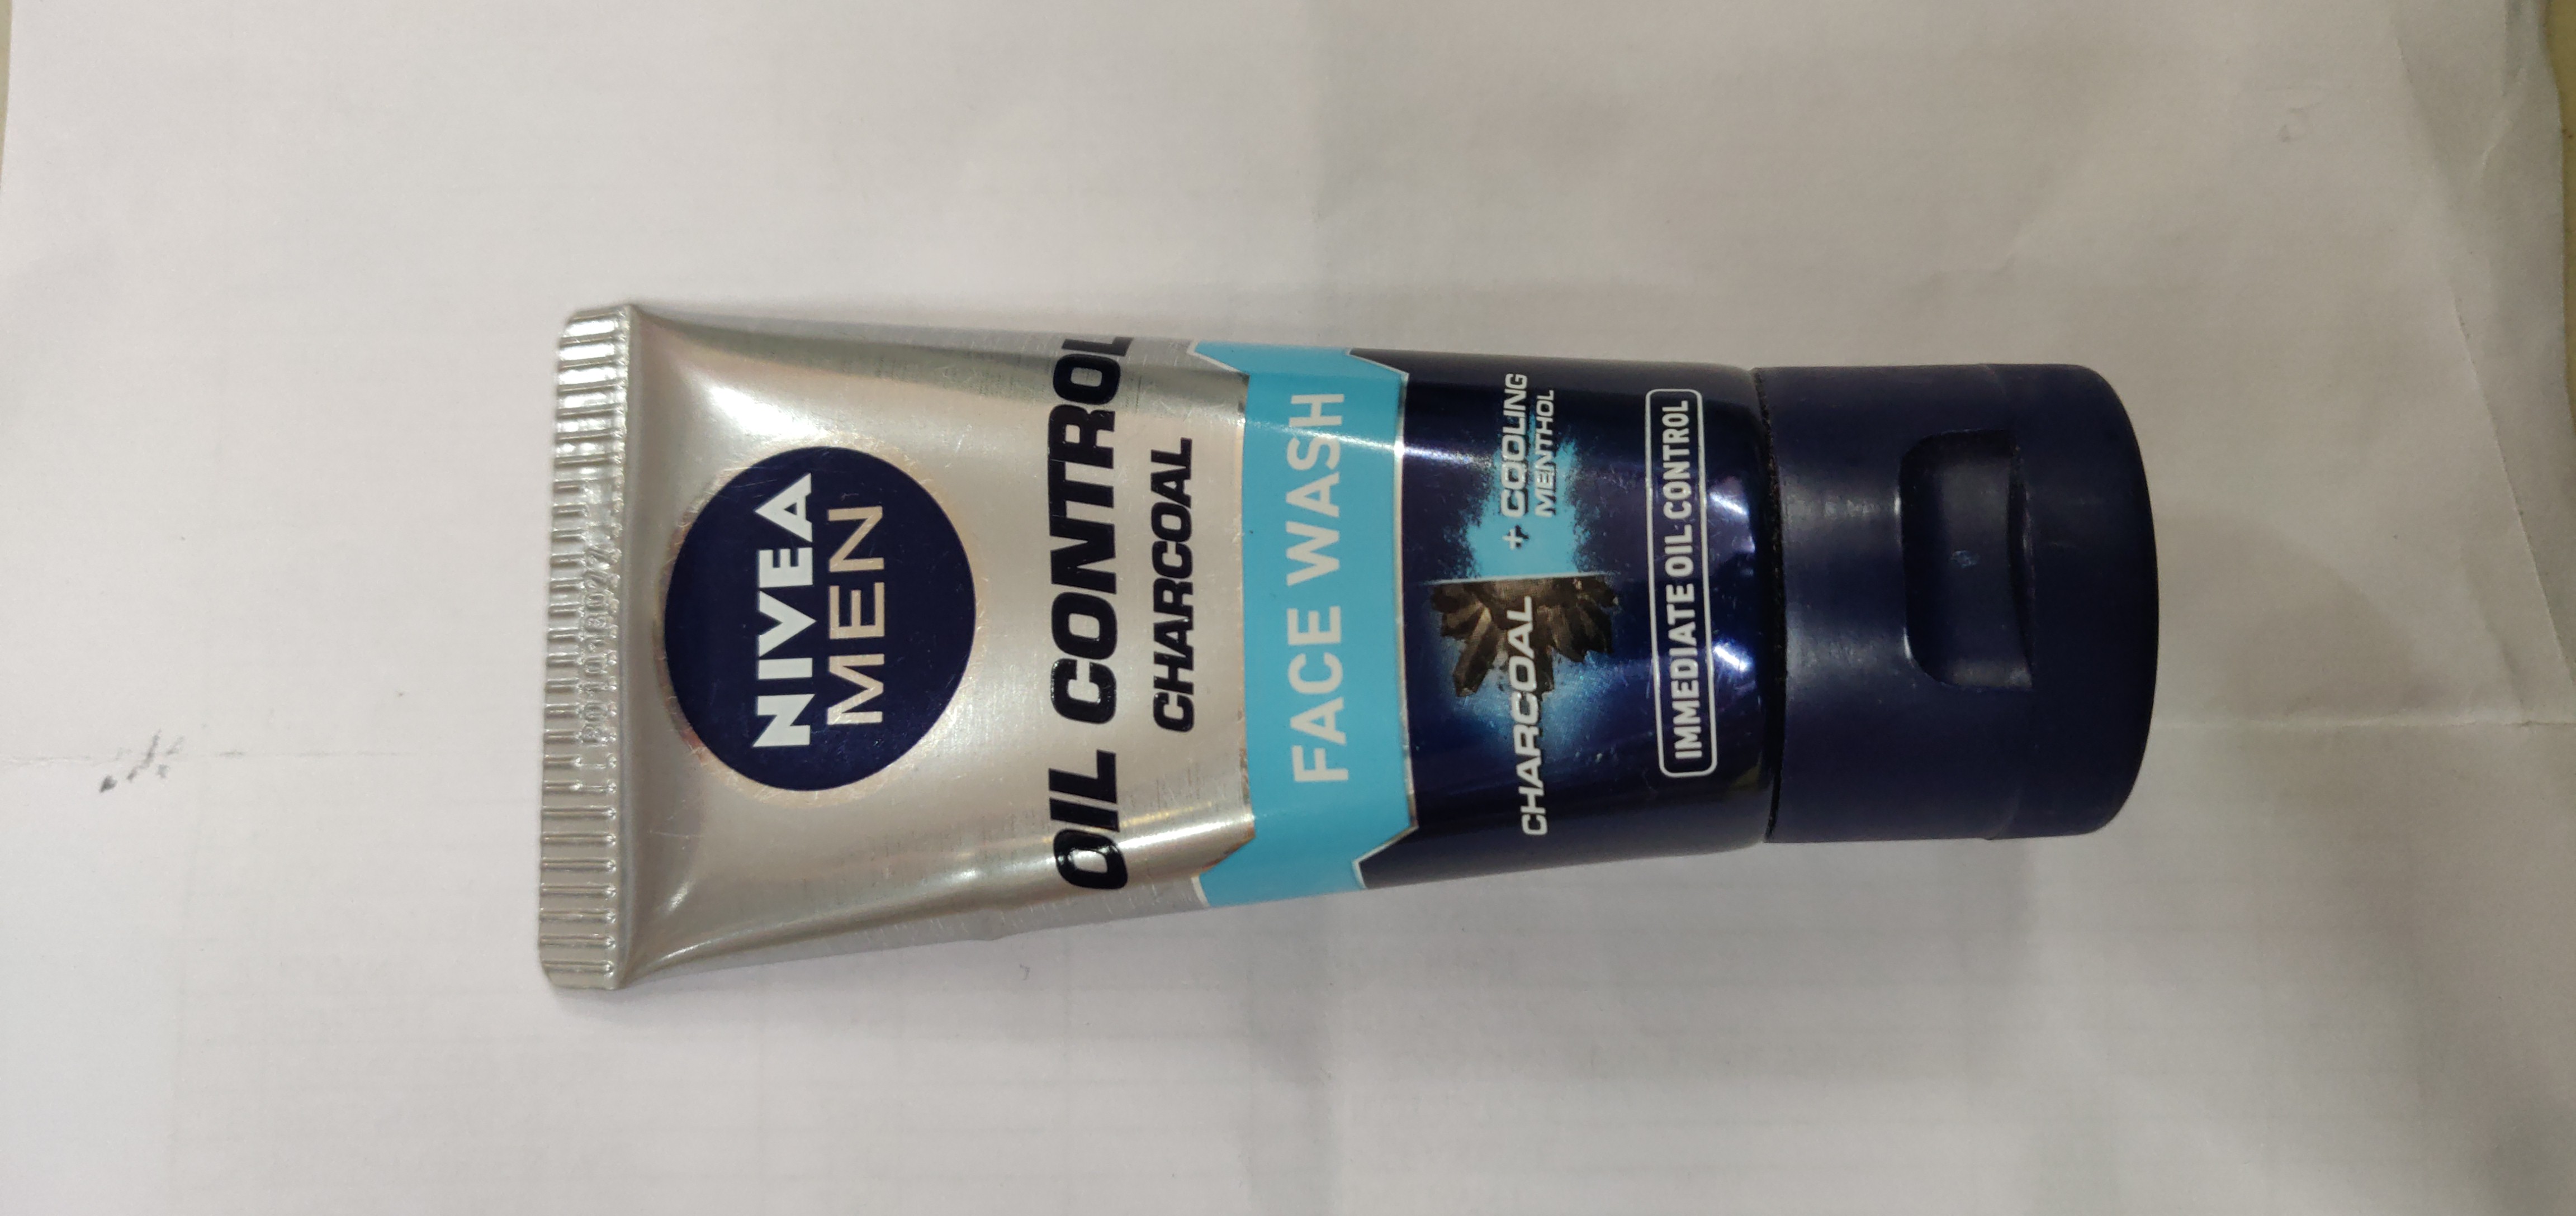 NIVEA
MEN
OIL CONTROL
CHARCOAL
FACE WASH
CHARCOAL
+ COOLING
MENTHOL
IMMEDIATE OIL CONTROL